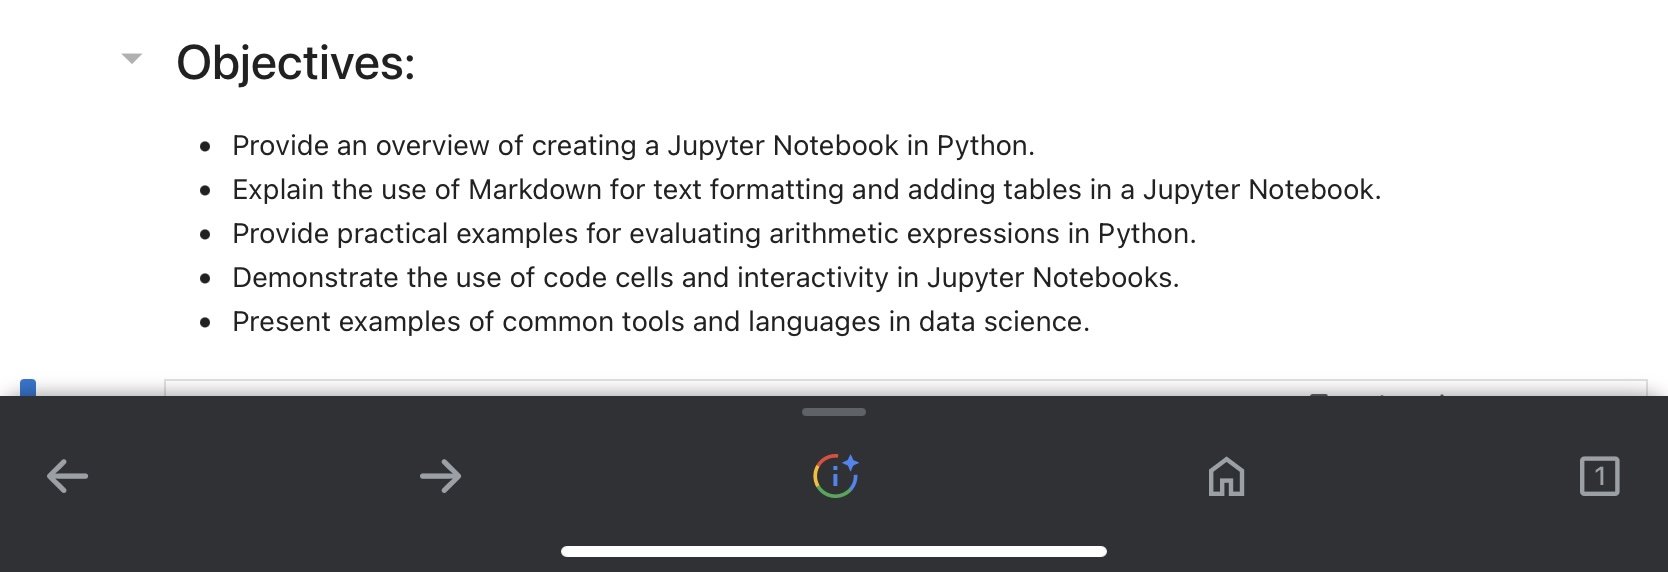 Objectives:
• Provide an overview of creating a Jupyter Notebook in Python.
• Explain the use of Markdown for text formatting and adding tables in a Jupyter Notebook.
• Provide practical examples for evaluating arithmetic expressions in Python.
• Demonstrate the use of code cells and interactivity in Jupyter Notebooks.
• Present examples of common tools and languages in data science.
i
1